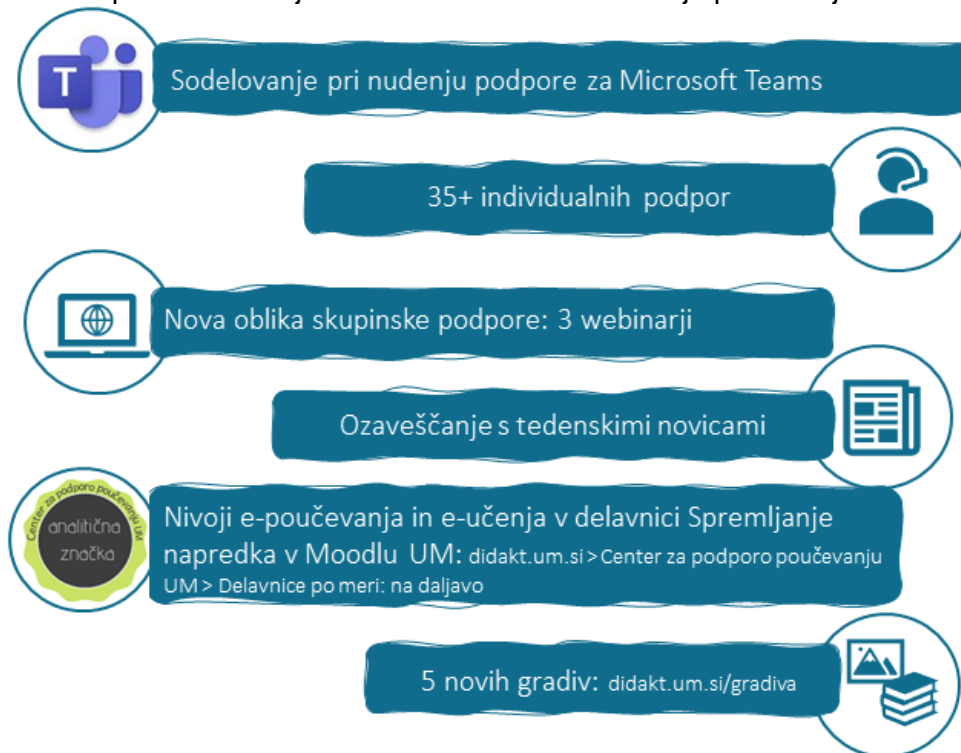 T
Sodelovanje pri nudenju podpore za Microsoft Teams
35+ individualnih podpor
Nova oblika skupinske podpore: 3 webinarji
Ozaveščanje s tedenskimi novicami
Center za podporo poučevanju UM
analitična
značka
Nivoji e-poučevanja in e-učenja v delavnici Spremljanje
napredka v Moodlu UM: didakt.um.si > Center za podporo poučevanju
UM > Delavnice po meri: na daljavo
5 novih gradiv: didakt.um.si/gradiva